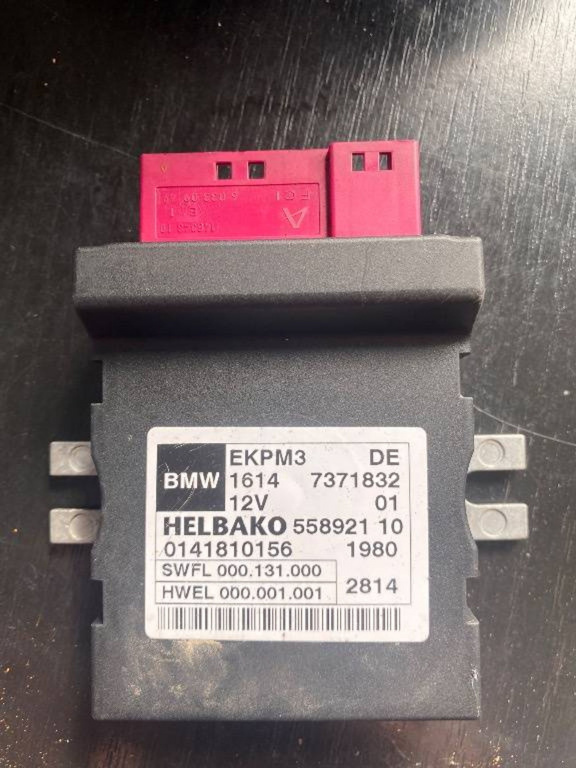 EKPM3 DE
BMW 1614 7371832
12V 01
HELBAKO 558921 10
0141810156 1980
SWFL 000.131.000
HWEL 000.001.001 2814